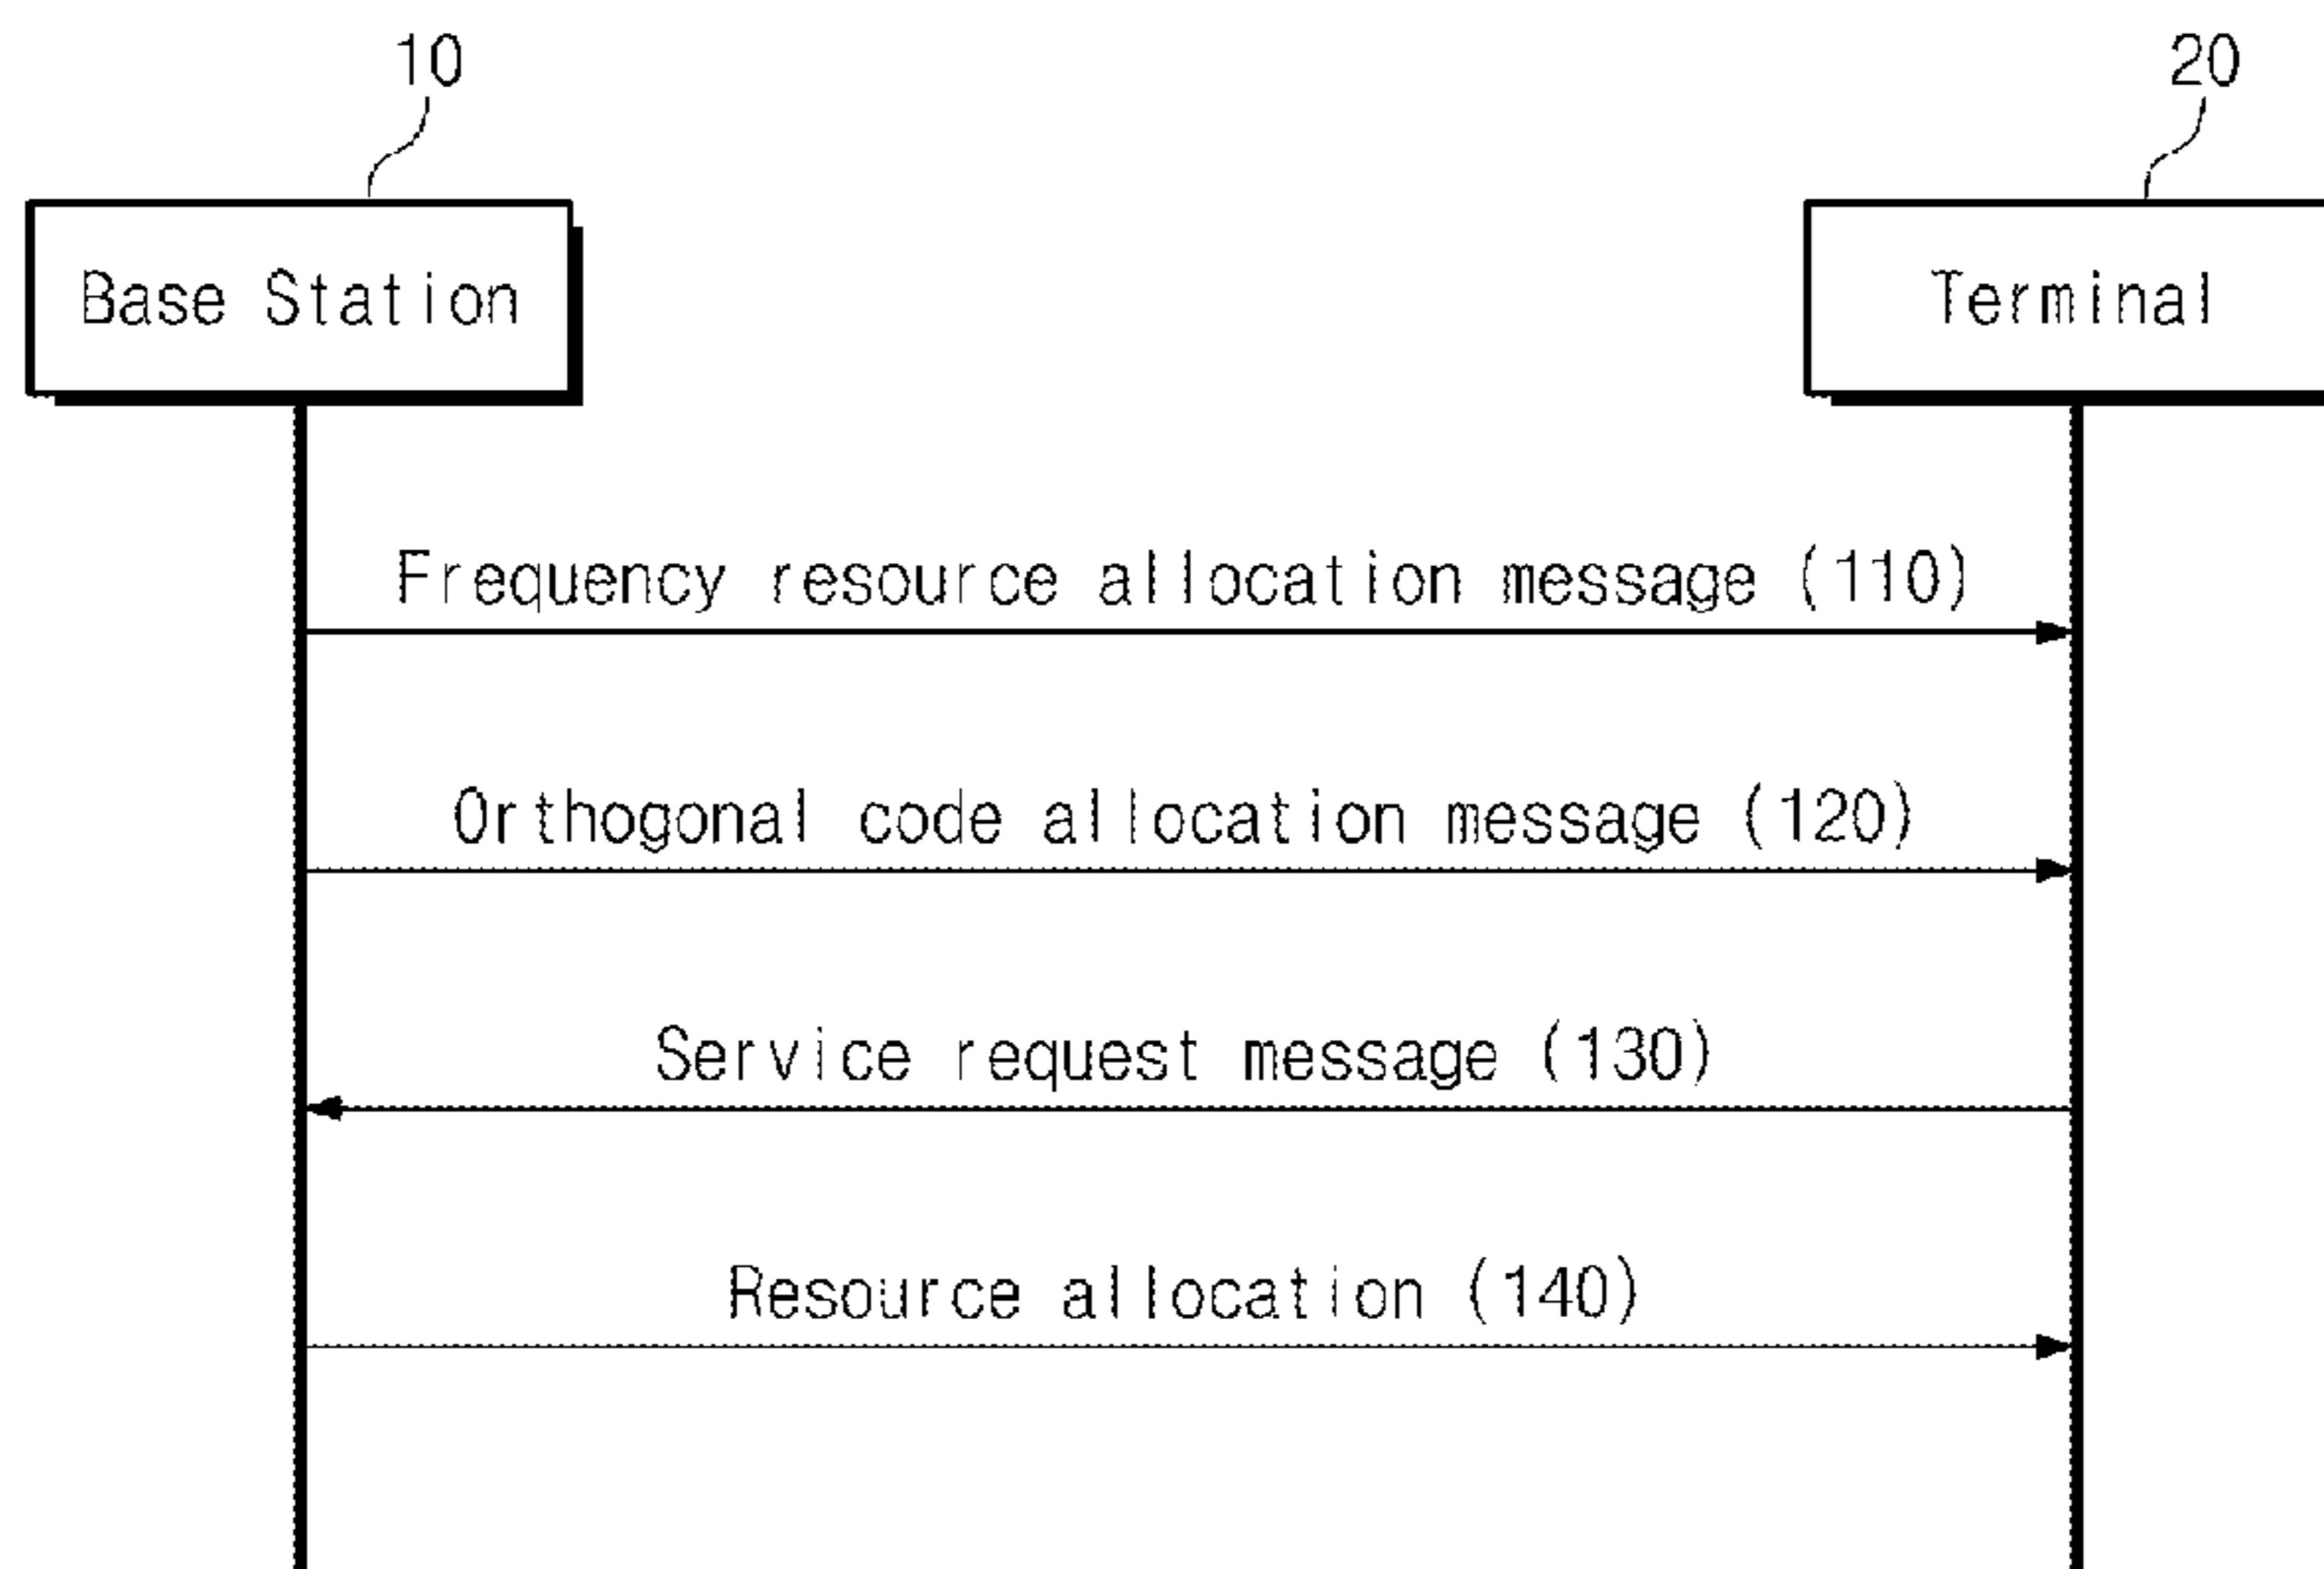 10
20
Base Station
Terminal
Frequency resource allocation message (110)
Orthogonal code allocation message (120)
Service request message (130)
Resource allocation (140)